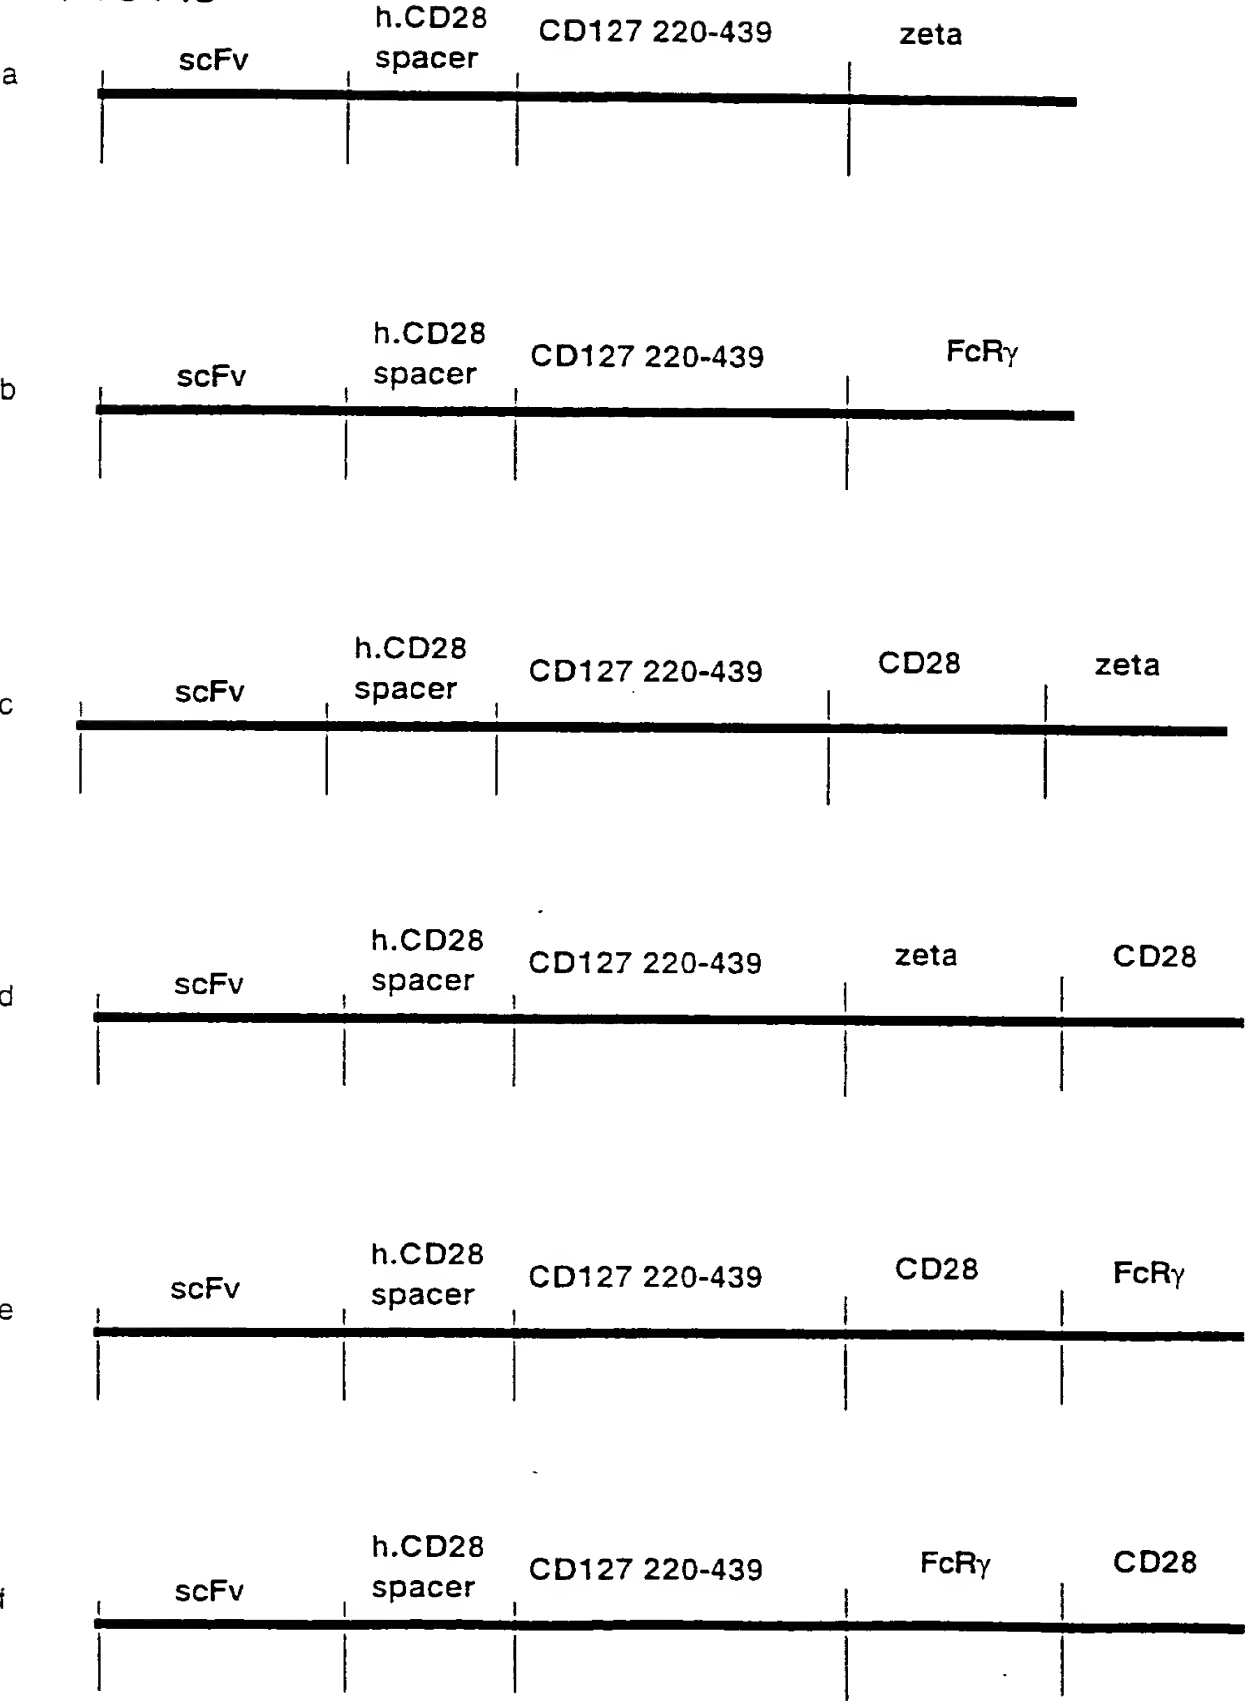 h.CD28
CD127 220-439
zeta
scFv
spacer
a
h.CD28
CD127 220-439
FcRγ
scFv
spacer
b
h.CD28
CD127 220-439
CD28
zeta
scFv
spacer
c
h.CD28
CD127 220-439
zeta
CD28
scFv
spacer
d
h.CD28
CD127 220-439
CD28
FcRγ
scFv
spacer
e
h.CD28
CD127 220-439
FcRγ
CD28
scFv
spacer
f